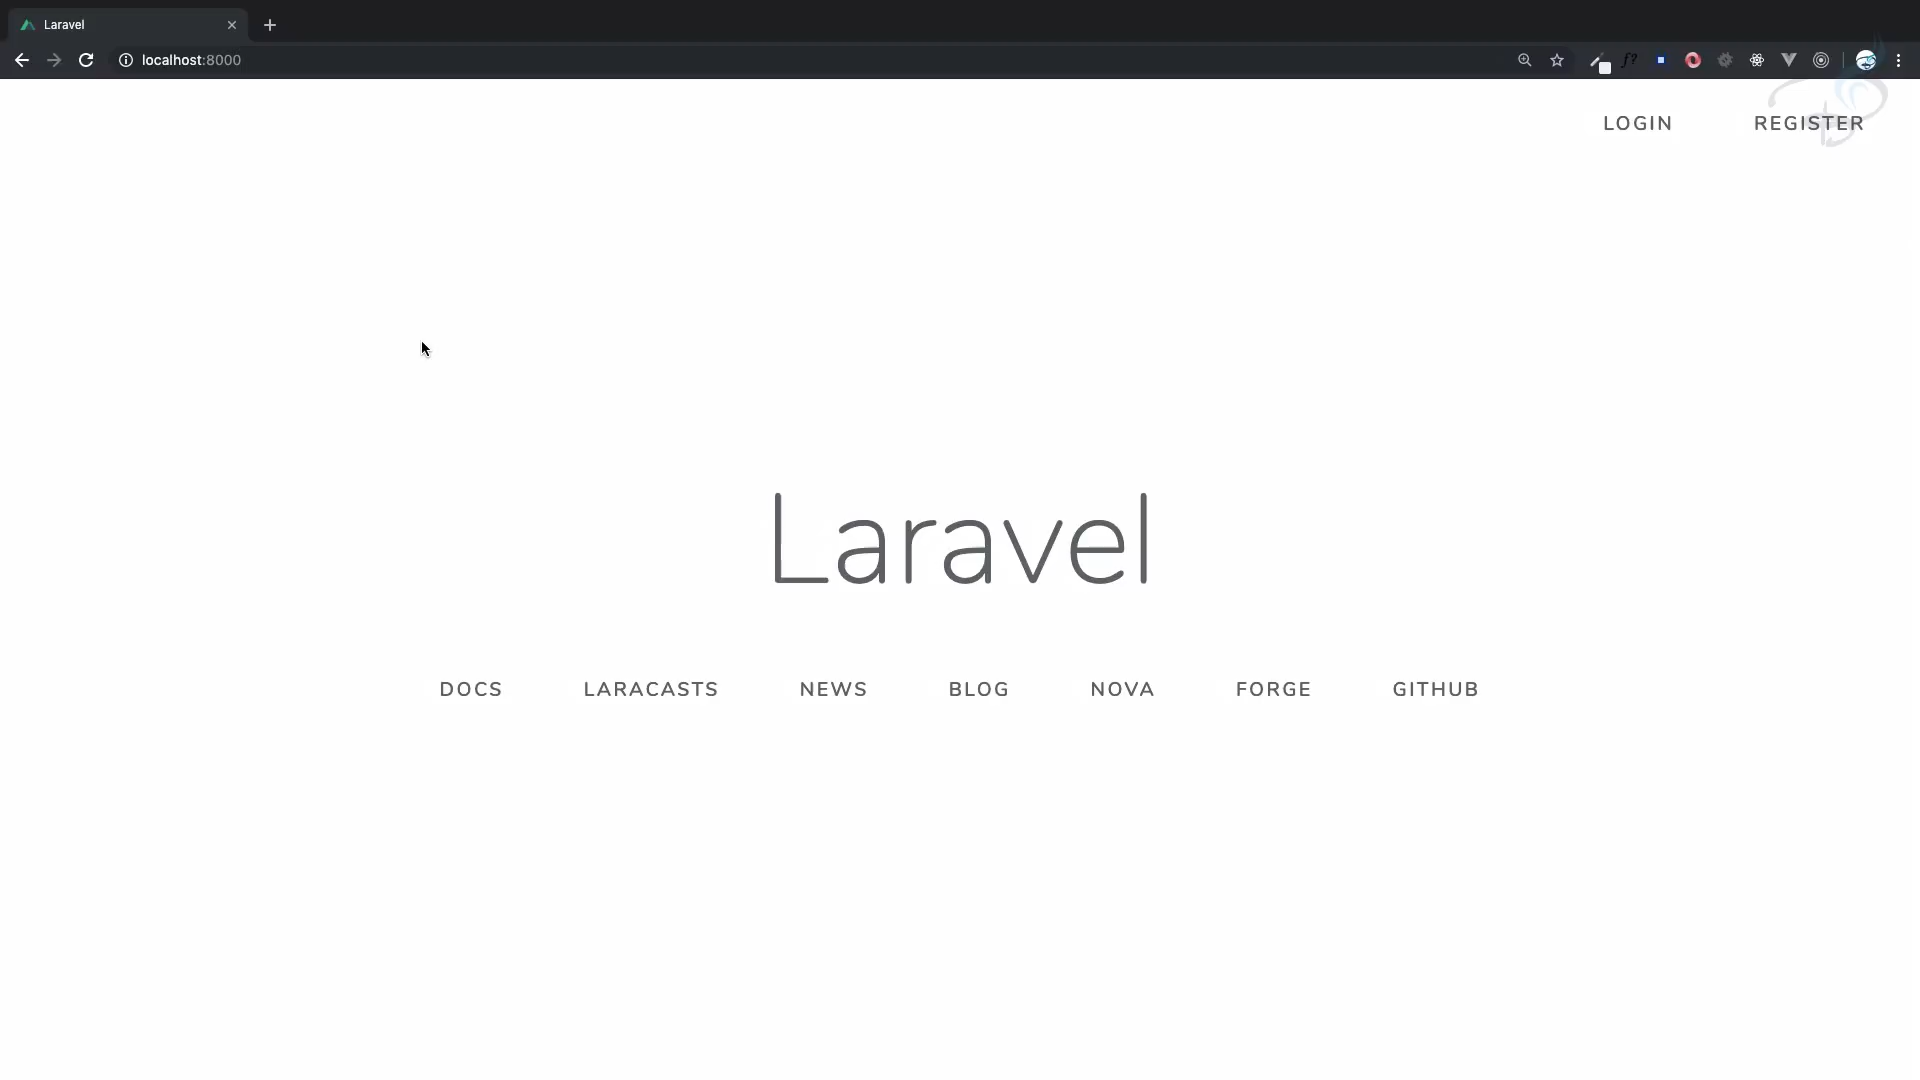 Laravel
localhost:8000
f?
LOGIN REGISTER
Laravel
DOCS LARACASTS NEWS BLOG NOVA FORGE GITHUB